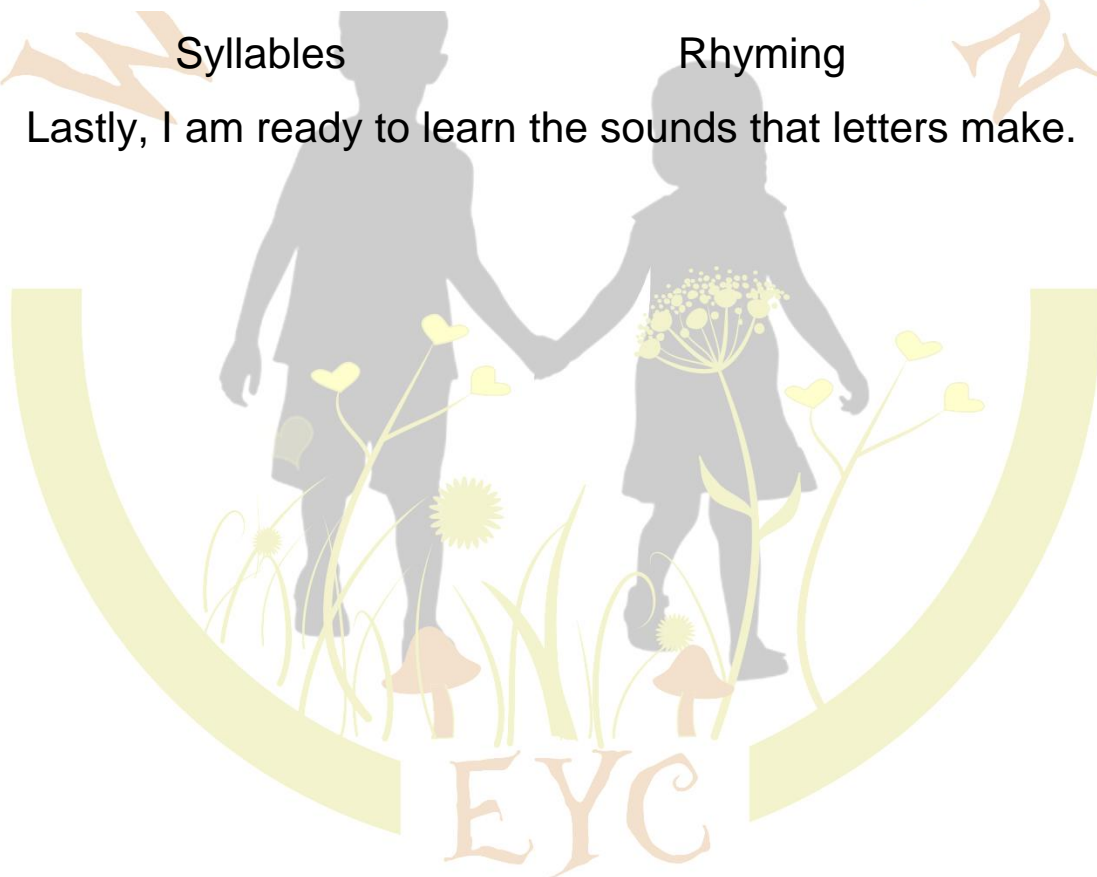 Syllables Rhyming
Lastly, I am ready to learn the sounds that letters make.
EYC